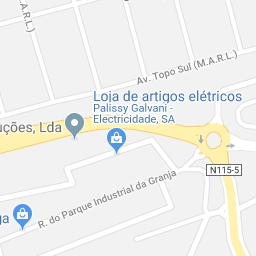 .A.R.L.)
Av. Topo Sul (M.A.R.L.)
Loja de artigos elétricos
Palissy Galvani -
Electricidade, SA
uções, Lda
N115-5
R. do Parque Industrial da Granja
ga